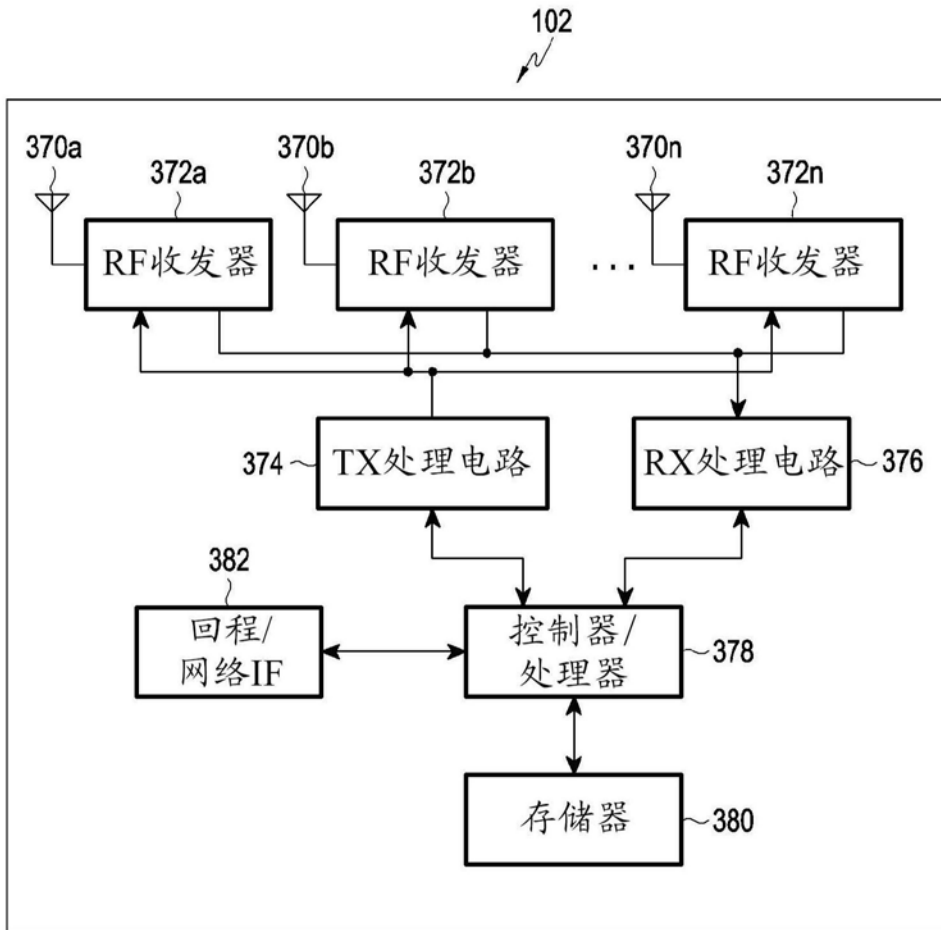 102
370a
370b
370n
372a
372b
372n
RF收发器
RF收发器
...
RF收发器
374
TX处理电路
RX处理电路
376
382
回程/
网络IF
控制器/
处理器
378
存储器
380